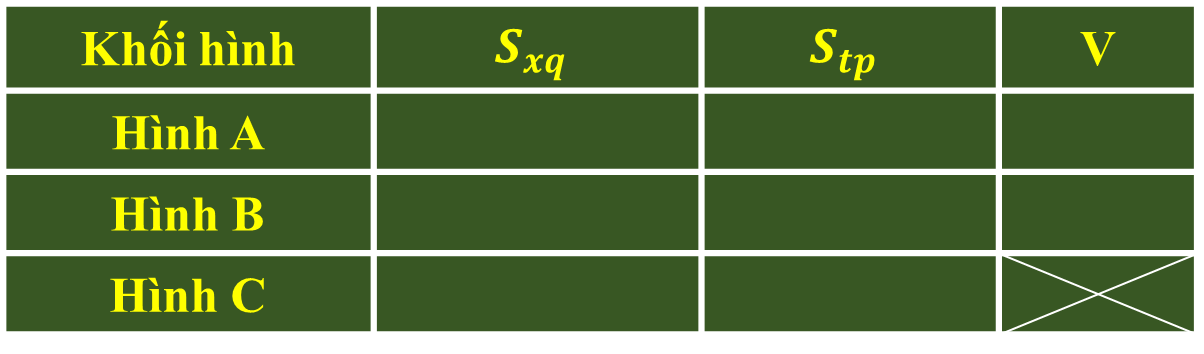 Khối hình S_xq S_tp V
Hình A
Hình B
Hình C